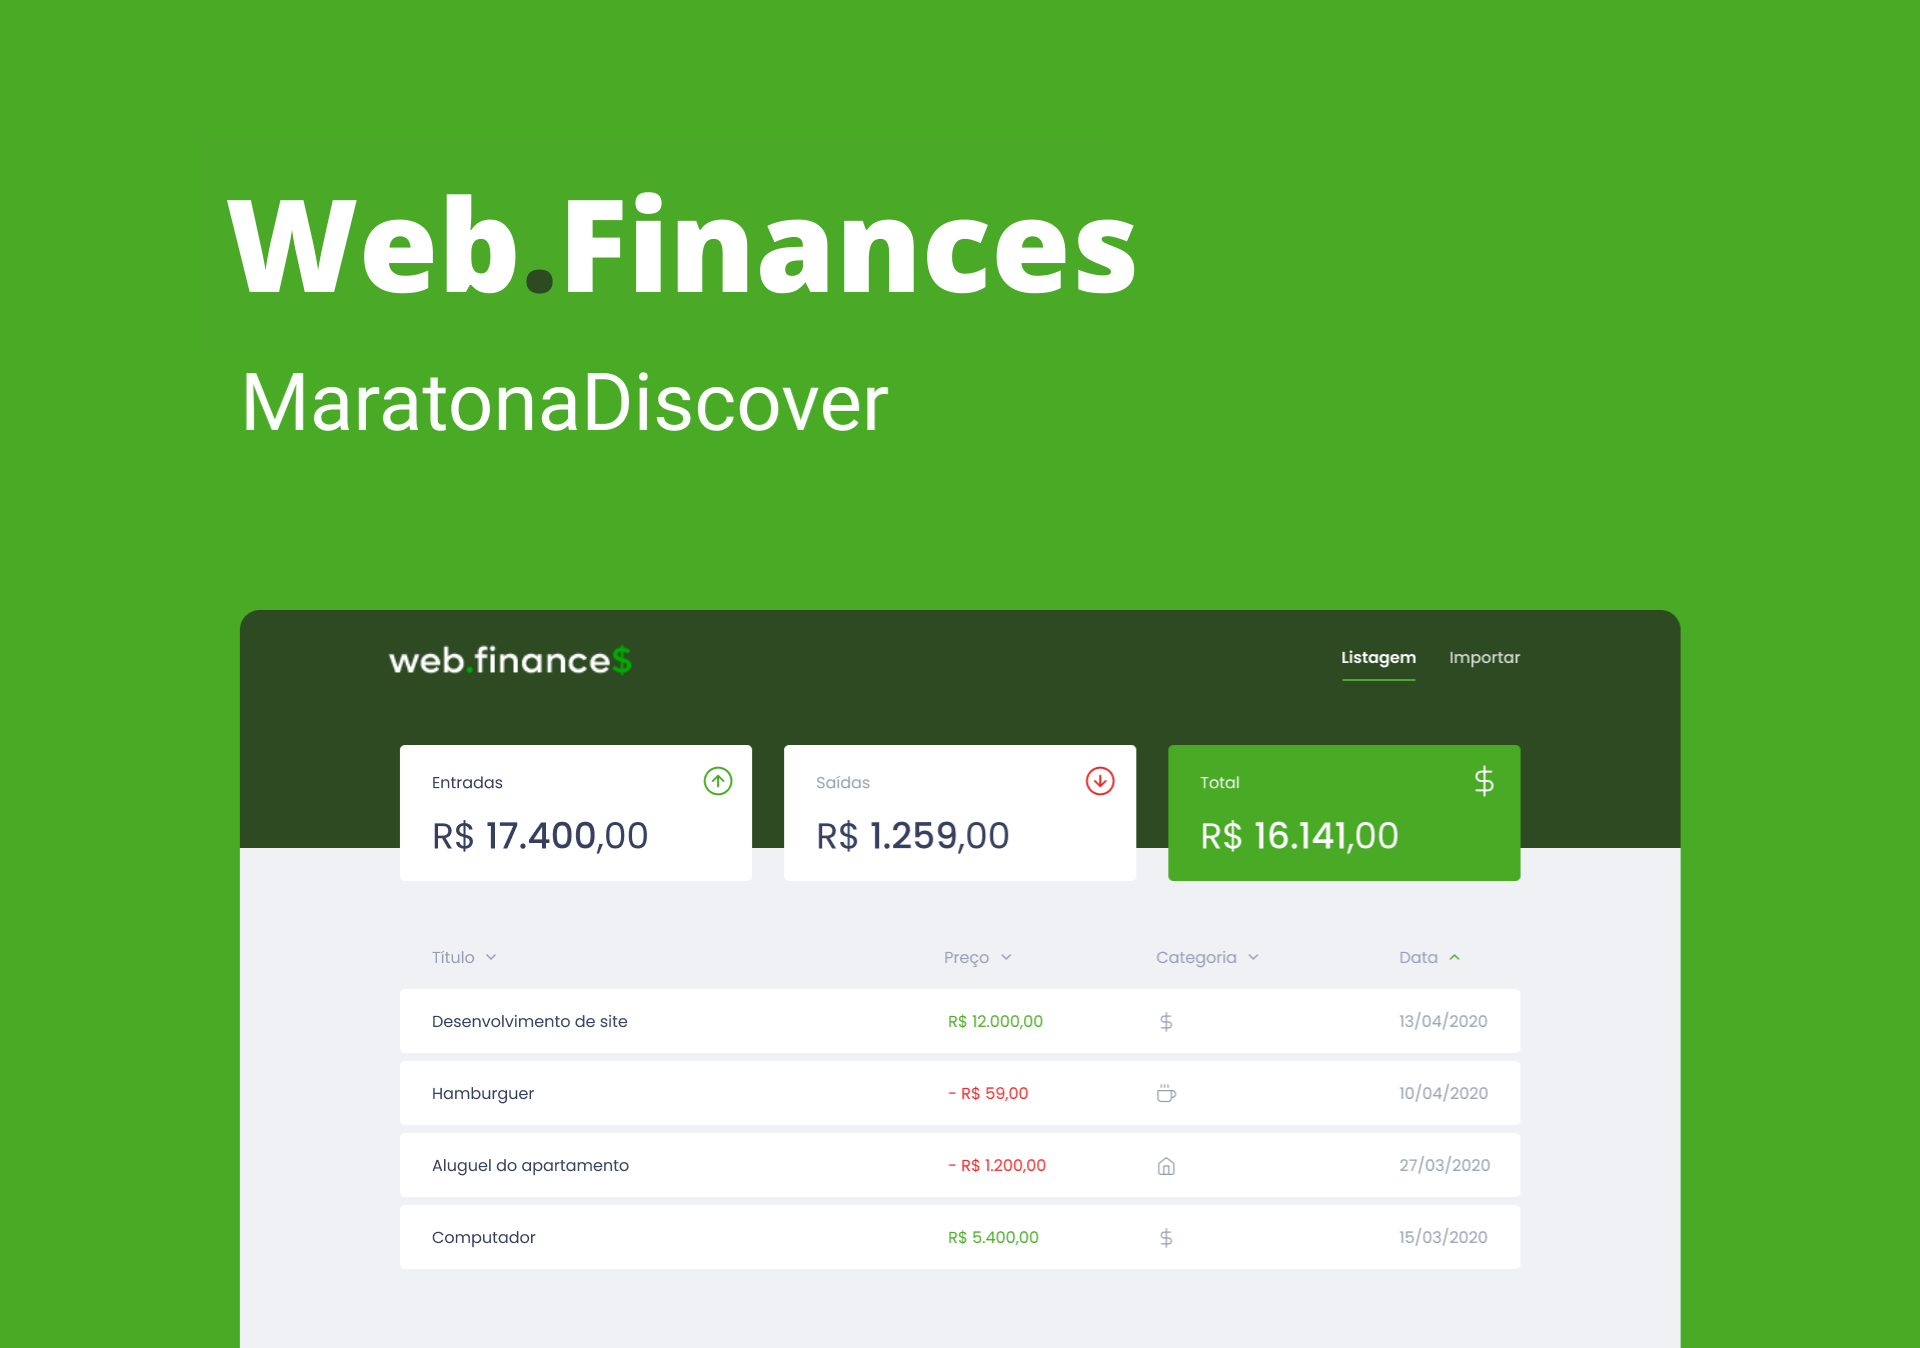 Web.Finances
MaratonaDiscover
web.finance$
Listagem Importar
Entradas
R$ 17.400,00
Saídas
R$ 1.259,00
Total
$
R$ 16.141,00
Título Preço Categoria Data
Desenvolvimento de site R$ 12.000,00 $ 13/04/2020
Hamburguer - R$ 59,00 10/04/2020
Aluguel do apartamento - R$ 1.200,00 27/03/2020
Computador R$ 5.400,00 $ 15/03/2020